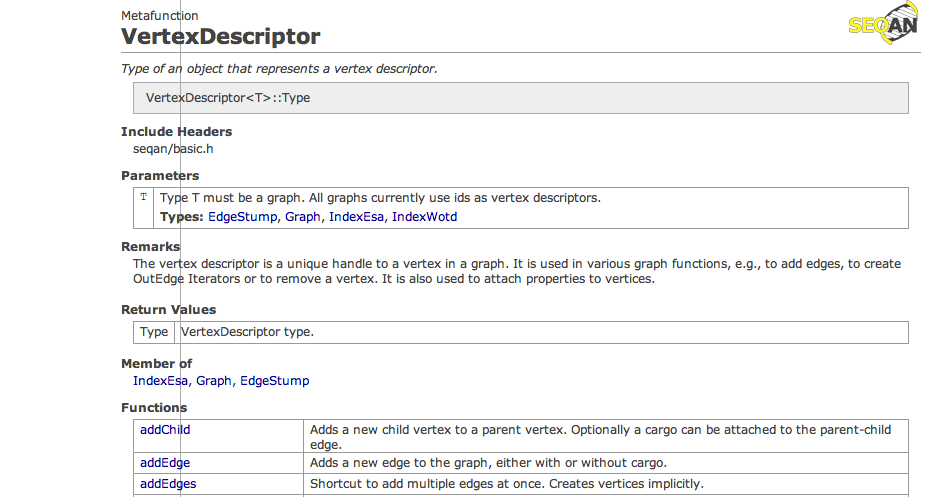 Metafunction
VertexDescriptor
SEQAN
Type of an object that represents a vertex descriptor.
VertexDescriptor<T>::Type
Include Headers
seqan/basic.h
Parameters
T Type T must be a graph. All graphs currently use ids as vertex descriptors.
Types: EdgeStump, Graph, IndexEsa, IndexWotd
Remarks
The vertex descriptor is a unique handle to a vertex in a graph. It is used in various graph functions, e.g., to add edges, to create
OutEdge Iterators or to remove a vertex. It is also used to attach properties to vertices.
Return Values
Type VertexDescriptor type.
Member of
IndexEsa, Graph, EdgeStump
Functions
addChild Adds a new child vertex to a parent vertex. Optionally a cargo can be attached to the parent-child
edge.
addEdge Adds a new edge to the graph, either with or without cargo.
addEdges Shortcut to add multiple edges at once. Creates vertices implicitly.